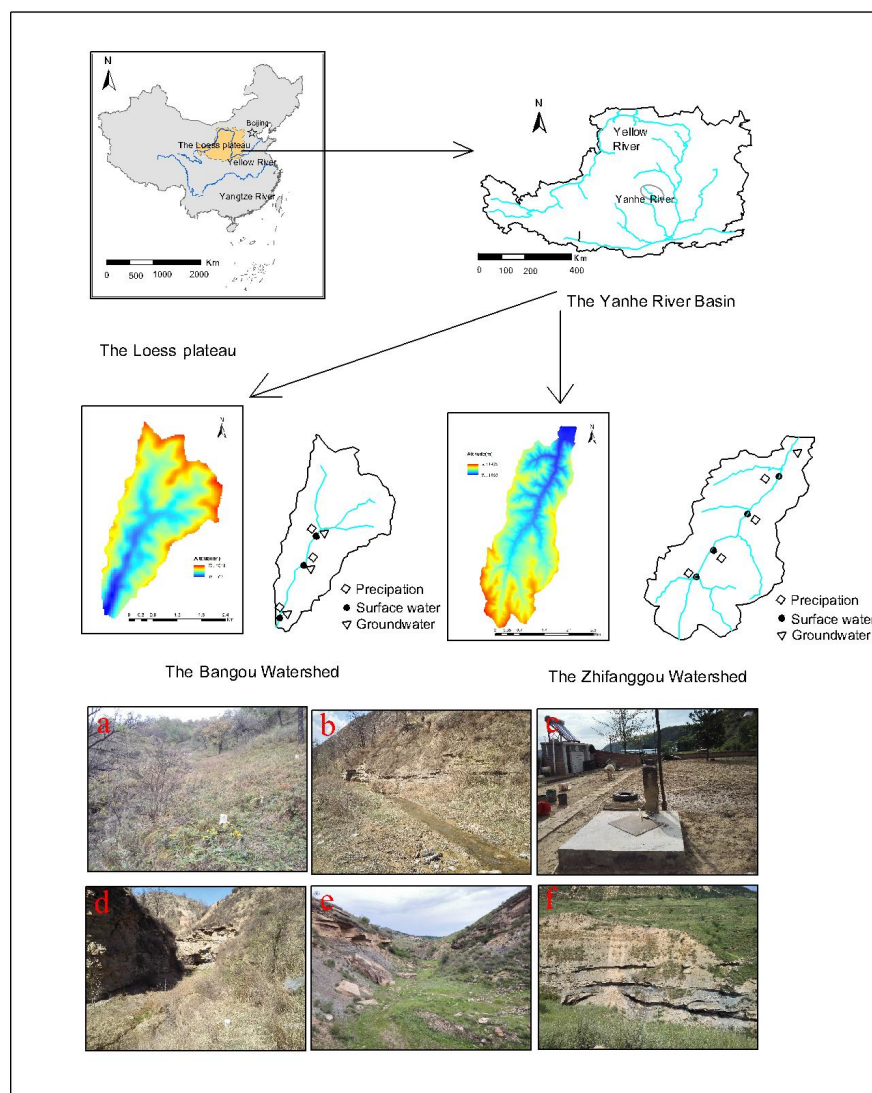 N
Beijing
The Loess plateau
Yellow River
Yangtze River
Km
0 500 1000 2000
N
Yellow
River
Yanhe River
Km
0 100 200 400
The Yanhe River Basin
The Loess plateau
N
Km
Precipation
Surface water
Groundwater
The Bangou Watershed
N
Precipation
Surface water
Groundwater
The Zhifanggou Watershed
a
b
c
d
e
f